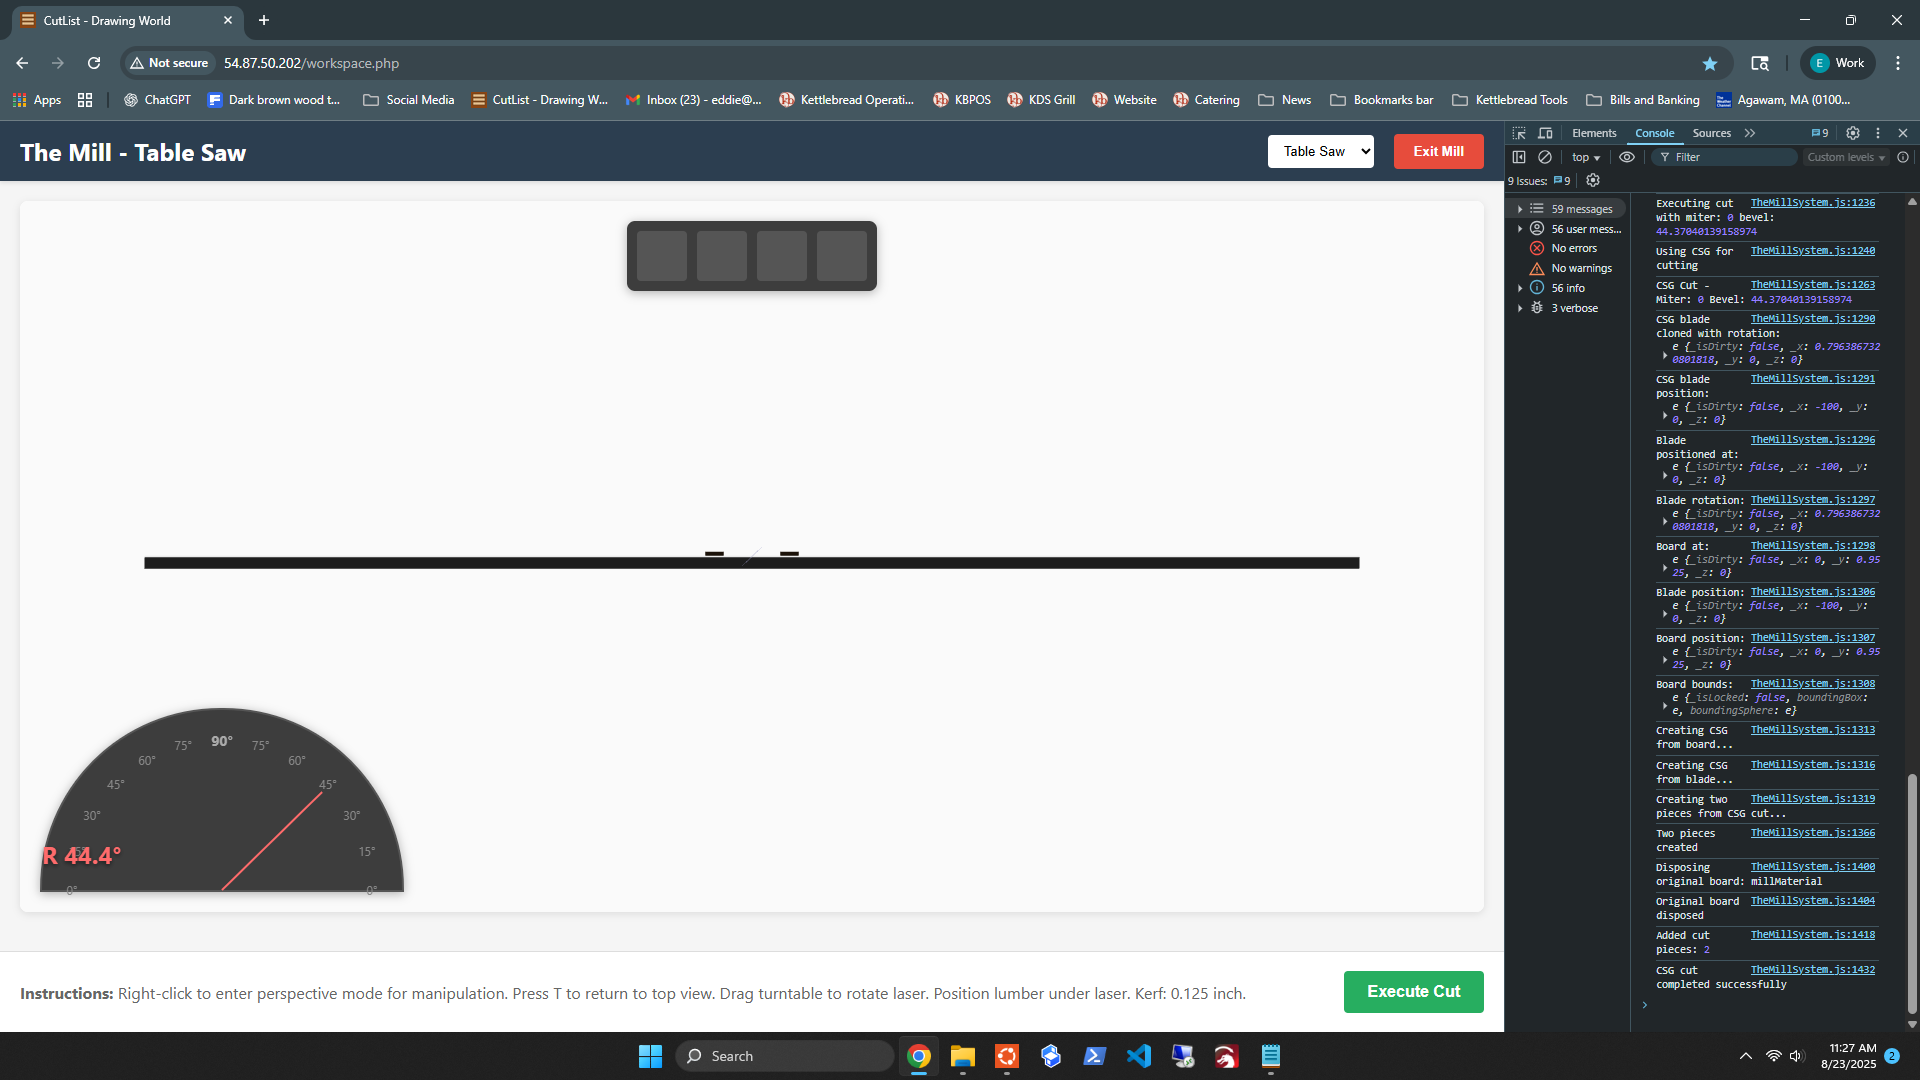 CutList - Drawing World
Not secure
54.87.50.202/workspace.php
E Work
Apps
ChatGPT
Dark brown wood t...
Social Media
CutList - Drawing W...
Inbox (23) - eddie@...
Kettlebread Operati...
KBPOS
KDS Grill
Website
Catering
News
Bookmarks bar
Kettlebread Tools
Bills and Banking
Agawam, MA (0100...
The Mill - Table Saw
Table Saw
Exit Mill
90°
75° 75°
60° 60°
45° 45°
30° 30°
15°
R 44.4°
0° 0°
Instructions: Right-click to enter perspective mode for manipulation. Press T to return to top view. Drag turntable to rotate laser. Position lumber under laser. Kerf: 0.125 inch.
Execute Cut
Elements
Console
Sources
9
top
Filter
Custom levels
9 Issues: 9
59 messages
56 user mess...
No errors
No warnings
56 info
3 verbose
Executing cut TheMillSystem.js:1236
with miter: 0 bevel:
44.37040139158974
Using CSG for TheMillSystem.js:1240
cutting
CSG Cut - TheMillSystem.js:1263
Miter: 0 Bevel: 44.37040139158974
CSG blade TheMillSystem.js:1290
cloned with rotation:
e {_isDirty: false, _x: 0.796386732
0801818, _y: 0, _z: 0}
CSG blade TheMillSystem.js:1291
position:
e {_isDirty: false, _x: -100, _y:
0, _z: 0}
Blade TheMillSystem.js:1296
positioned at:
e {_isDirty: false, _x: -100, _y:
0, _z: 0}
Blade rotation: TheMillSystem.js:1297
e {_isDirty: false, _x: 0.796386732
0801818, _y: 0, _z: 0}
Board at: TheMillSystem.js:1298
e {_isDirty: false, _x: 0, _y: 0.95
25, _z: 0}
Blade position: TheMillSystem.js:1306
e {_isDirty: false, _x: -100, _y:
0, _z: 0}
Board position: TheMillSystem.js:1307
e {_isDirty: false, _x: 0, _y: 0.95
25, _z: 0}
Board bounds: TheMillSystem.js:1308
e {_isLocked: false, boundingBox:
e, boundingSphere: e}
Creating CSG TheMillSystem.js:1313
from board...
Creating CSG TheMillSystem.js:1316
from blade...
Creating two TheMillSystem.js:1319
pieces from CSG cut...
Two pieces TheMillSystem.js:1366
created
Disposing TheMillSystem.js:1400
original board: millMaterial
Original board TheMillSystem.js:1404
disposed
Added cut TheMillSystem.js:1418
pieces: 2
CSG cut TheMillSystem.js:1432
completed successfully
Search
11:27 AM
8/23/2025
2